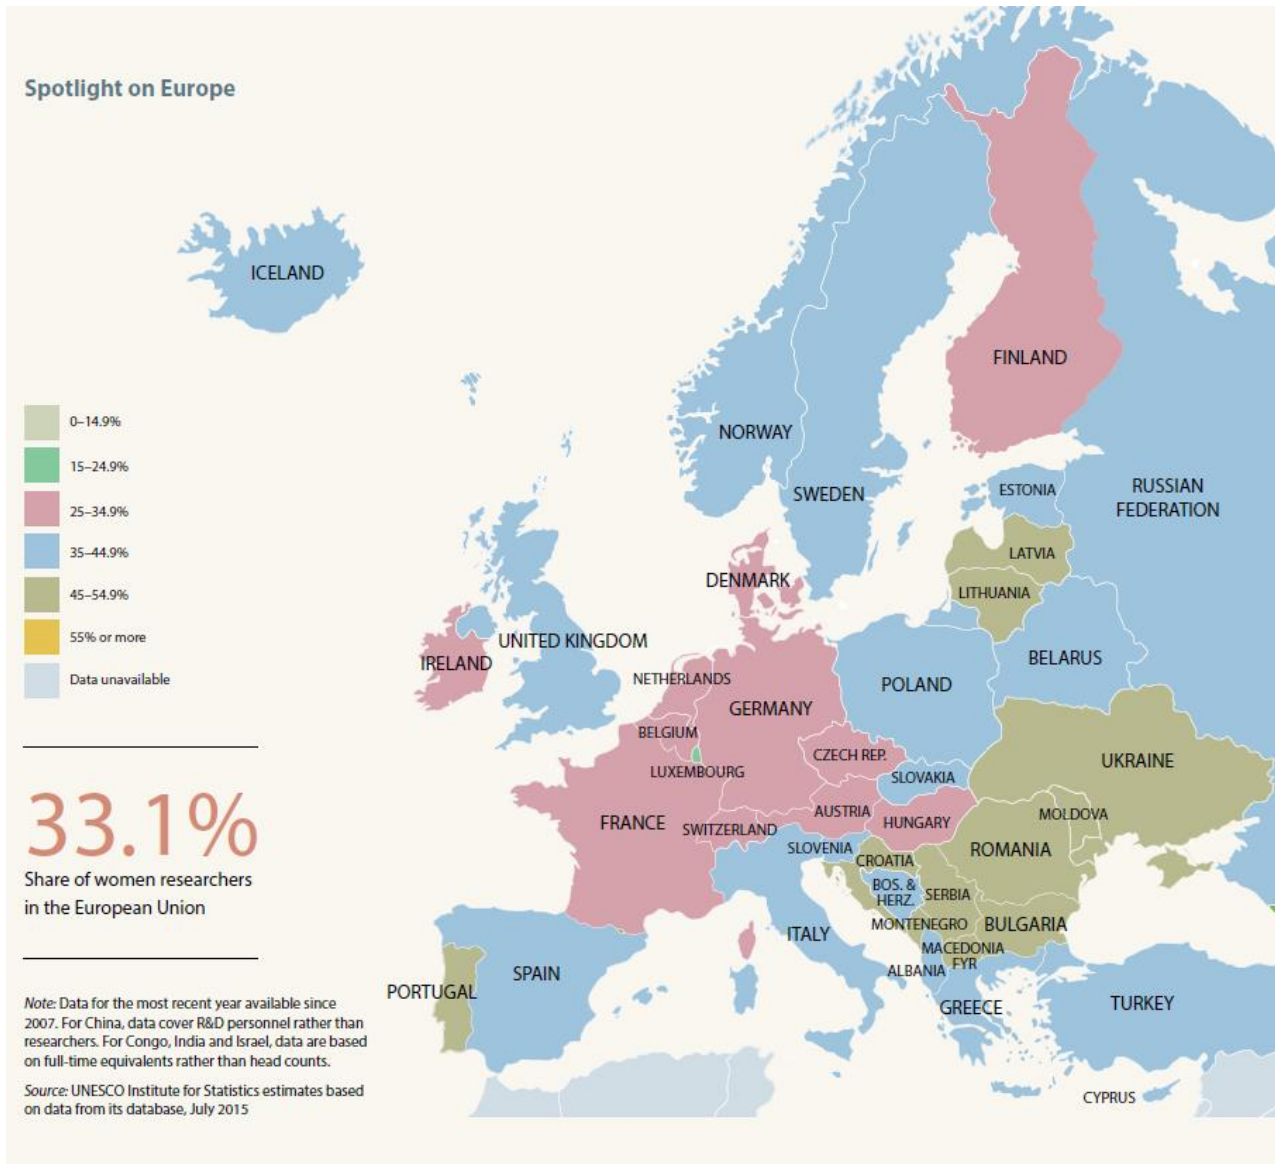 Spotlight on Europe
ICELAND
FINLAND
NORWAY
SWEDEN
ESTONIA
RUSSIAN
FEDERATION
LATVIA
LITHUANIA
DENMARK
0–14.9%
15–24.9%
25–34.9%
35–44.9%
45–54.9%
55% or more
Data unavailable
UNITED KINGDOM
IRELAND
NETHERLANDS
GERMANY
POLAND
BELARUS
BELGIUM
LUXEMBOURG
CZECH REP.
SLOVAKIA
UKRAINE
FRANCE
SWITZERLAND
AUSTRIA
HUNGARY
MOLDOVA
SLOVENIA
CROATIA
ROMANIA
BOS. &
HERZ.
SERBIA
MONTENEGRO
BULGARIA
ITALY
MACEDONIA
FYR
ALBANIA
PORTUGAL
SPAIN
GREECE
TURKEY
CYPRUS
33.1%
Share of women researchers
in the European Union
Note: Data for the most recent year available since
2007. For China, data cover R&D personnel rather than
researchers. For Congo, India and Israel, data are based
on full-time equivalents rather than head counts.
Source: UNESCO Institute for Statistics estimates based
on data from its database, July 2015